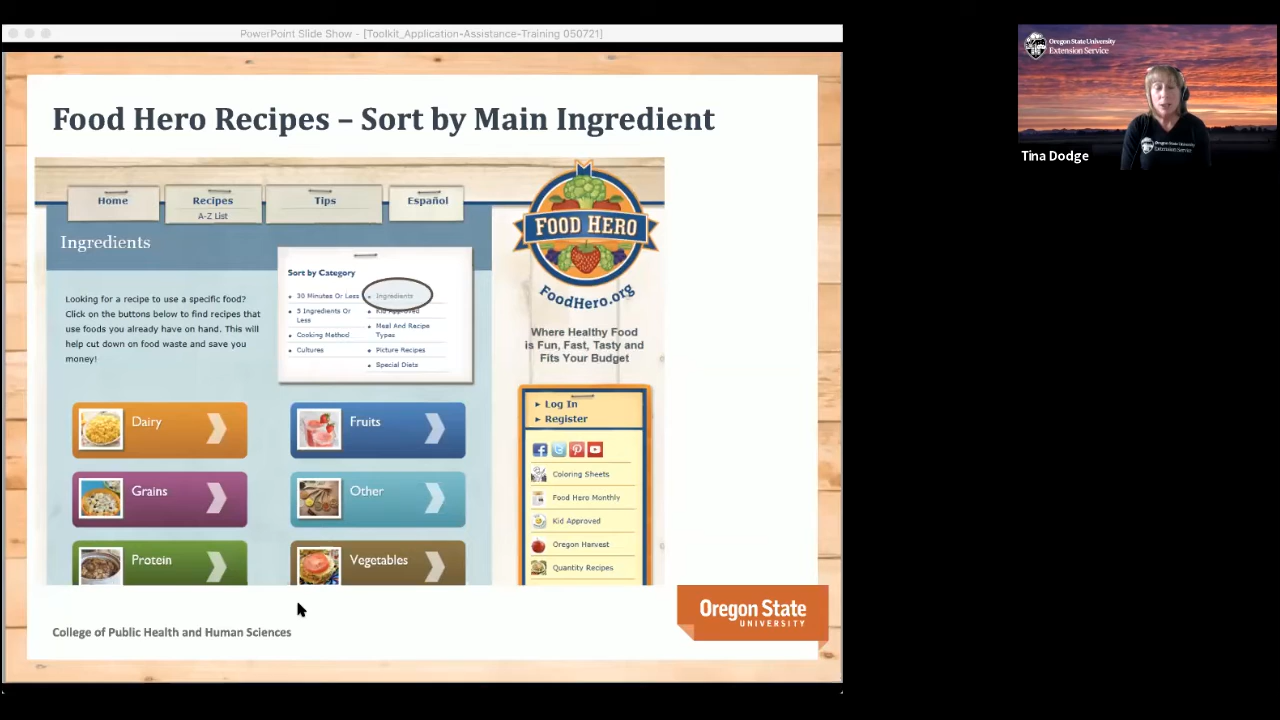 PowerPoint Slide Show - [Toolkit_Application-Assistance-Training 050721]
Oregon State University
Extension Service
Tina Dodge
Oregon State University
Extension Service
Food Hero Recipes – Sort by Main Ingredient
Home
Recipes
A-Z List
Tips
Español
Ingredients
Looking for a recipe to use a specific food?
Click on the buttons below to find recipes that
use foods you already have on hand. This will
help cut down on food waste and save you
money!
Sort by Category
30 Minutes Or Less
5 Ingredients Or
Less
Cooking Method
Cultures
Ingredients
Kid Approved
Meal And Recipe
Types
Picture Recipes
Special Diets
FOOD HERO
FoodHero.org
Where Healthy Food
is Fun, Fast, Tasty and
Fits Your Budget
Dairy
Fruits
Grains
Other
Protein
Vegetables
Log In
Register
Coloring Sheets
Food Hero Monthly
Kid Approved
Oregon Harvest
Quantity Recipes
College of Public Health and Human Sciences
Oregon State
UNIVERSITY